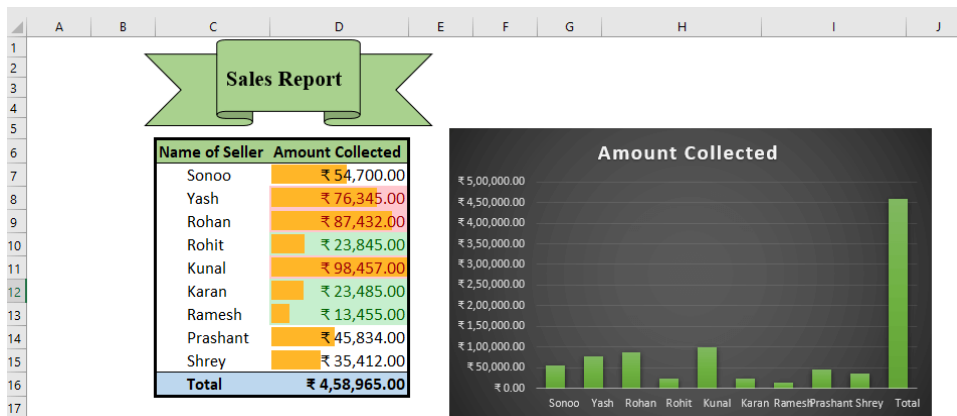 A B C D E F G H I J
1
2
3
4
5
6
7
8
9
10
11
12
13
14
15
16
17
Sales Report
Name of Seller Amount Collected
Sonoo ₹ 54,700.00
Yash ₹ 76,345.00
Rohan ₹ 87,432.00
Rohit ₹ 23,845.00
Kunal ₹ 98,457.00
Karan ₹ 23,485.00
Ramesh ₹ 13,455.00
Prashant ₹ 45,834.00
Shrey ₹ 35,412.00
Total ₹ 4,58,965.00
Amount Collected
₹ 5,00,000.00
₹ 4,50,000.00
₹ 4,00,000.00
₹ 3,50,000.00
₹ 3,00,000.00
₹ 2,50,000.00
₹ 2,00,000.00
₹ 1,50,000.00
₹ 1,00,000.00
₹ 50,000.00
₹ 0.00
Sonoo Yash Rohan Rohit Kunal Karan Ramesh Prashant Shrey Total